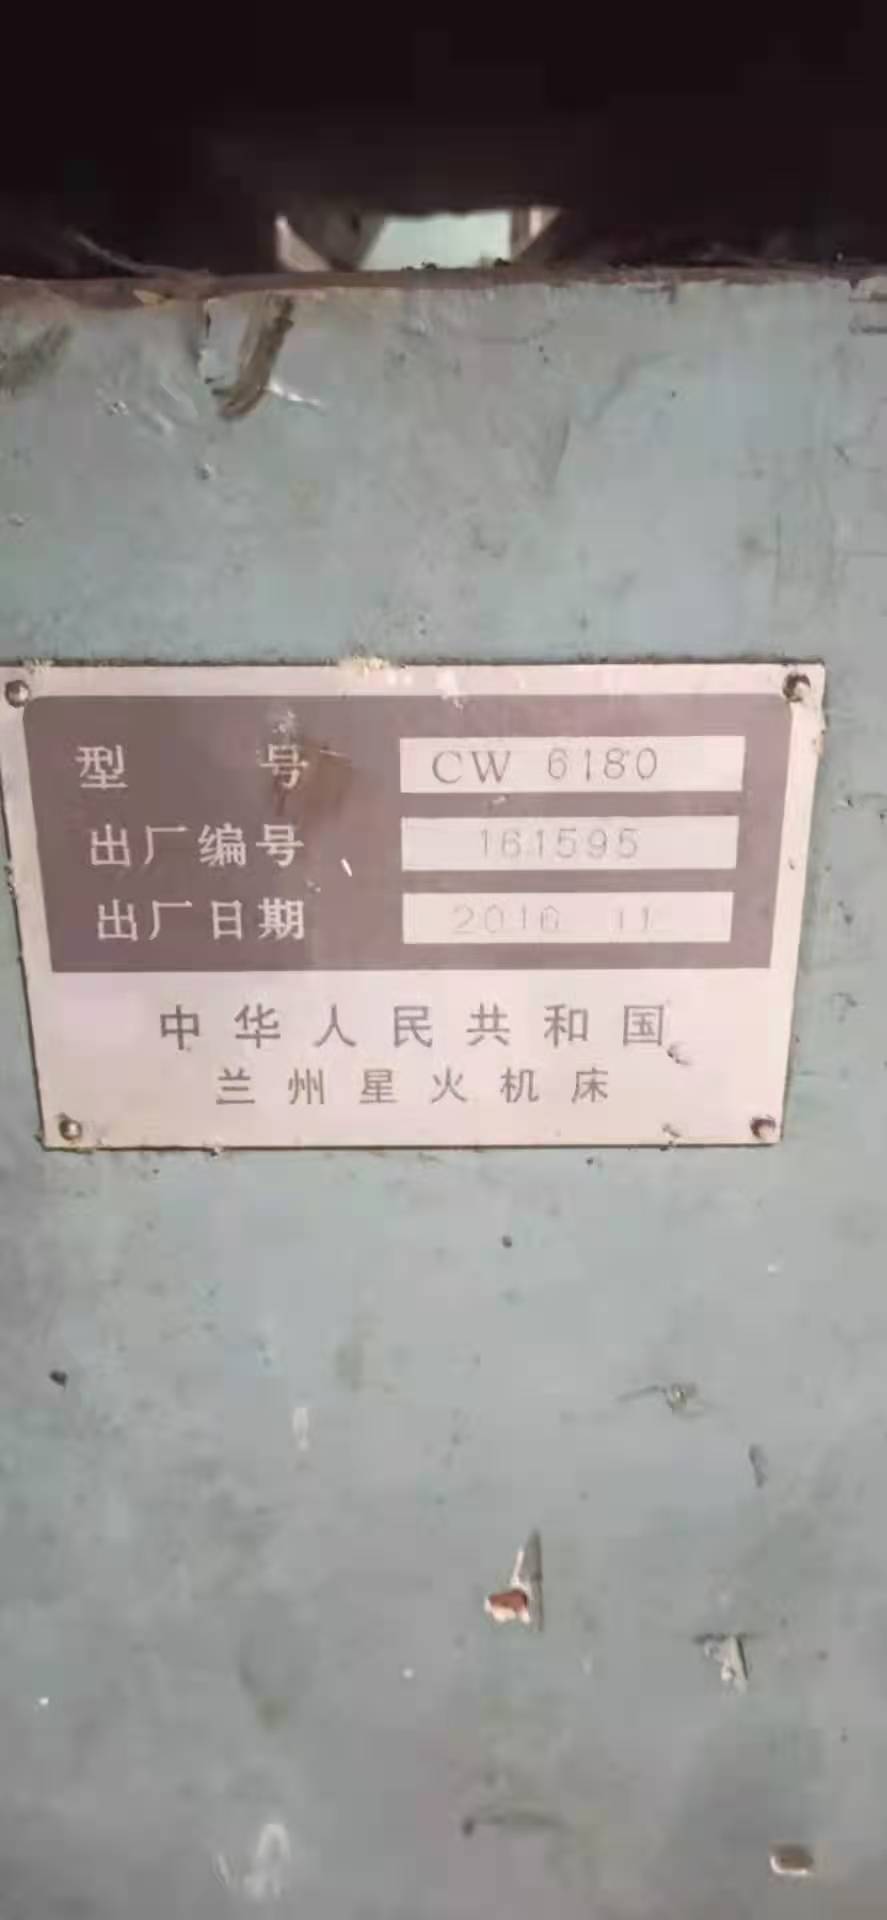 型号 CW 6180
出厂编号 161595
出厂日期 2016 11
中华人民共和国
兰州星火机床